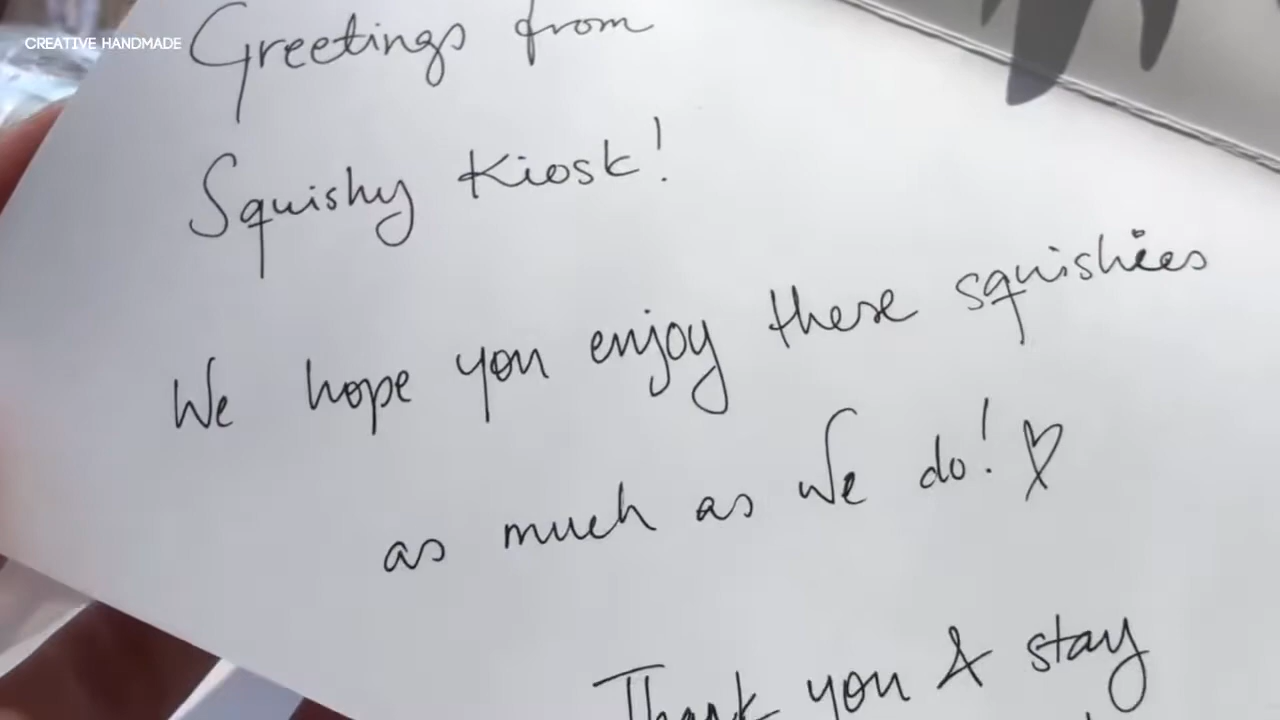 CREATIVE HANDMADE
Greetings from
Squishy Kiosk!
We hope you enjoy these squishies
as much as we do!
Thank you & stay